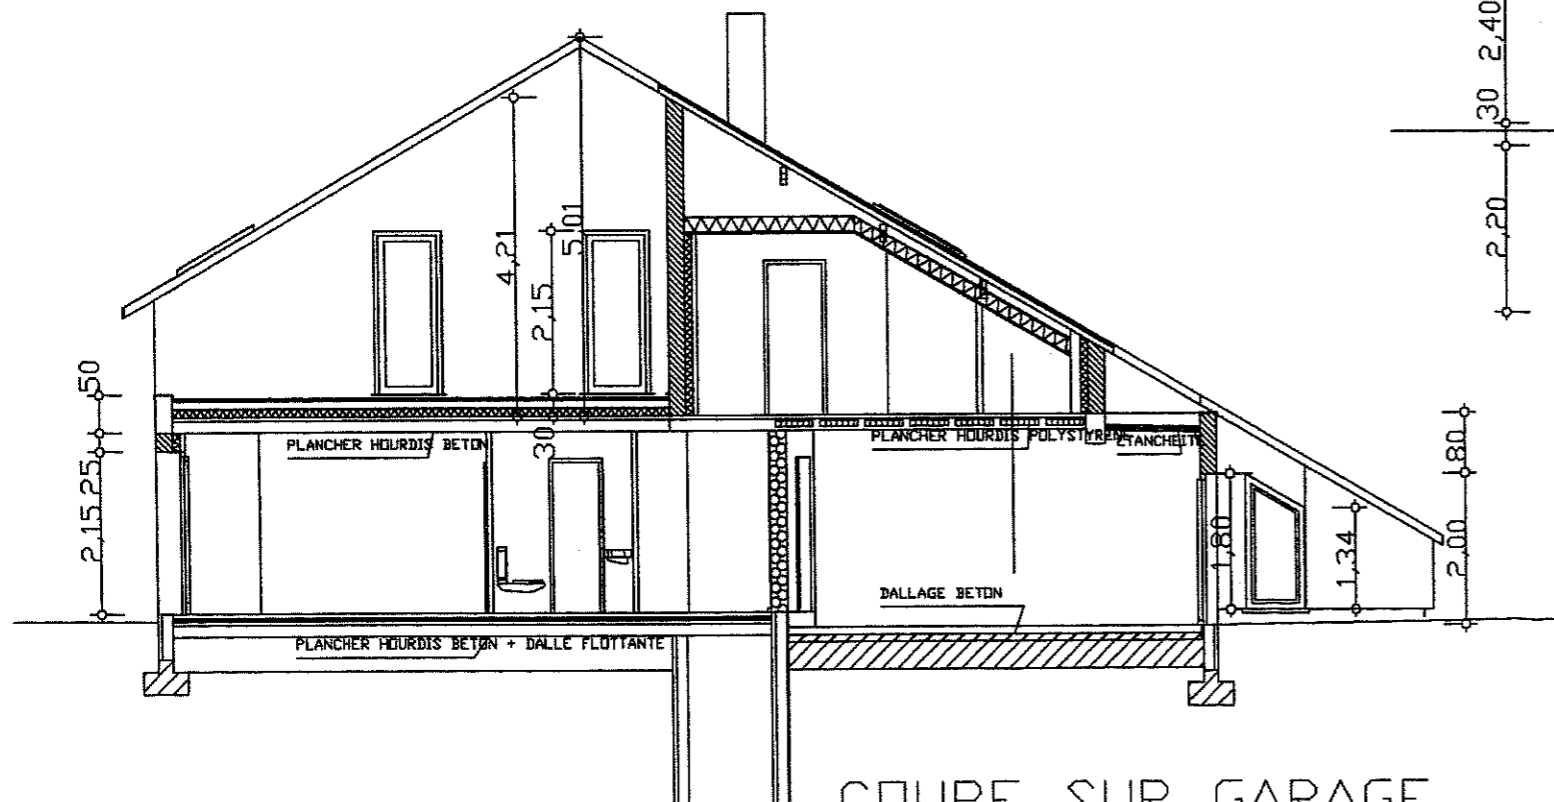 2,40
30
2,20
5,01
4,21
2,15
50
30
PLANCHER HOURDIS BETON
PLANCHER HOURDIS POLYSTYRENE
ETANCHEITE
25
2,15
80
1,80
1,34
2,00
DALLAGE BETON
PLANCHER HOURDIS BETON + DALLE FLOTTANTE
COUPE SUR GARAGE